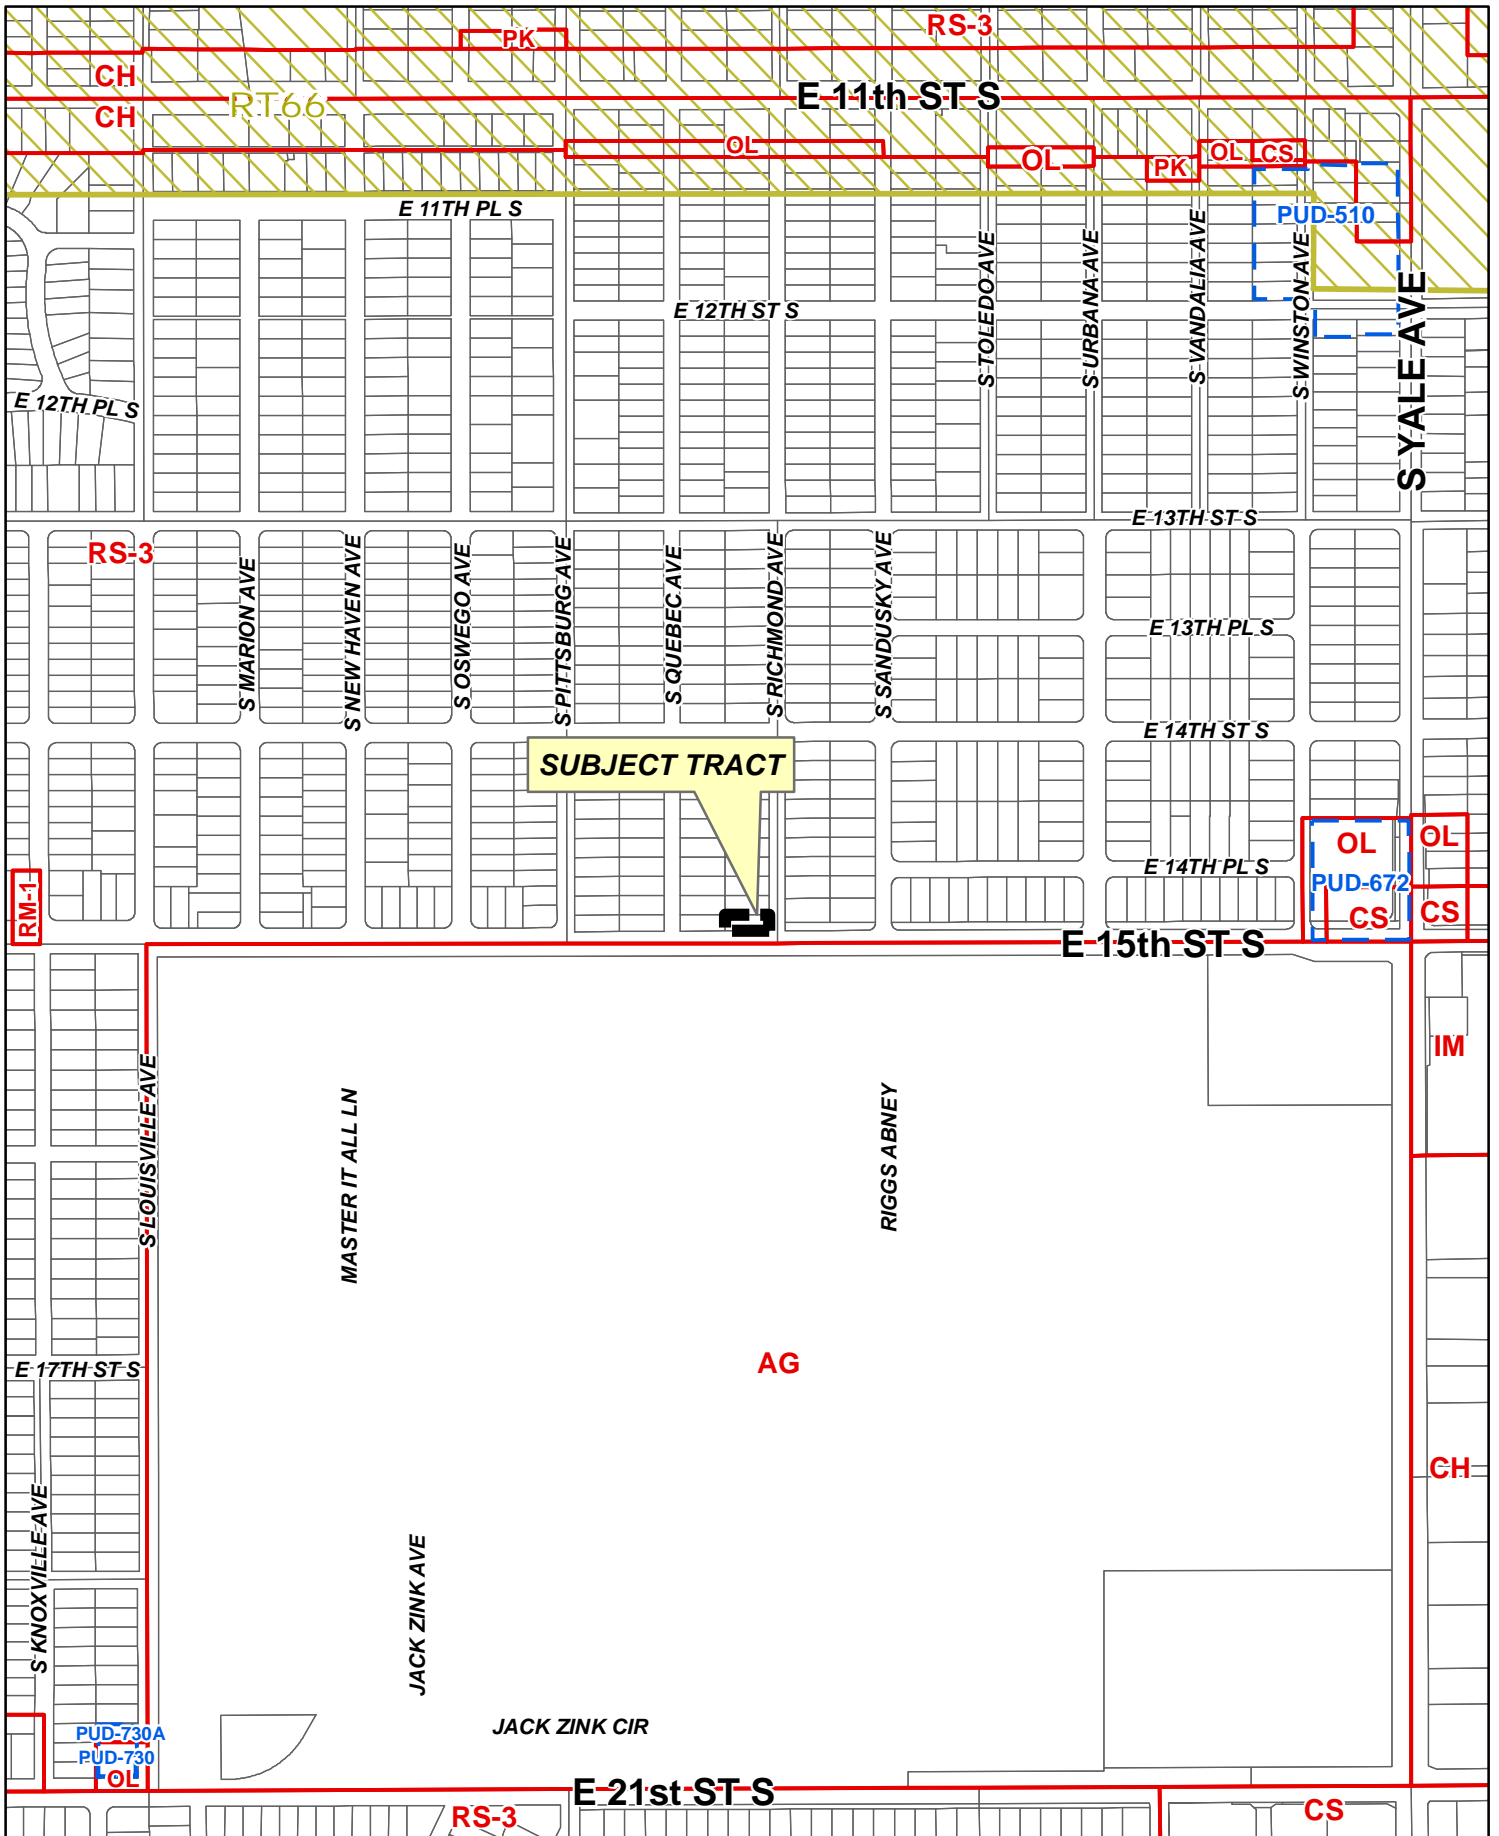 RS-3
PK
CH
E 11th ST S
RT66
CH
OL
OL
PK
OL
CS
E 11TH PL S
PUD-510
E 12TH ST S
S TOLEDO AVE
S URBANA AVE
S VANDALIA AVE
S WINSTON AVE
S YALE AVE
E 12TH PL S
E 13TH ST S
RS-3
S MARION AVE
S NEW HAVEN AVE
S OSWEGO AVE
S PITTSBURG AVE
S QUEBEC AVE
S RICHMOND AVE
S SANDUSKY AVE
E 13TH PL S
E 14TH ST S
SUBJECT TRACT
OL
OL
E 14TH PL S
PUD-672
RM-1
CS
CS
E 15th ST S
IM
S LOUISVILLE AVE
MASTER IT ALL LN
RIGGS ABNEY
AG
E 17TH ST S
CH
S KNOXVILLE AVE
JACK ZINK AVE
JACK ZINK CIR
PUD-730A
PUD-730
OL
E 21st ST S
RS-3
CS